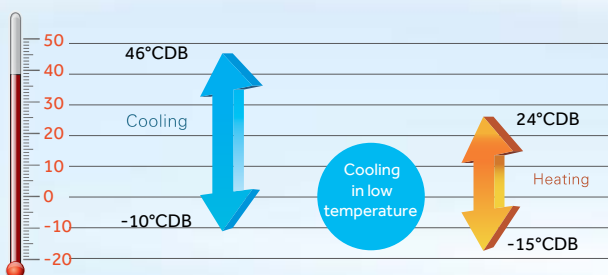 50
40
30
20
10
0
-10
-20
46°CDB
Cooling
-10°CDB
Cooling
in low
temperature
24°CDB
Heating
-15°CDB